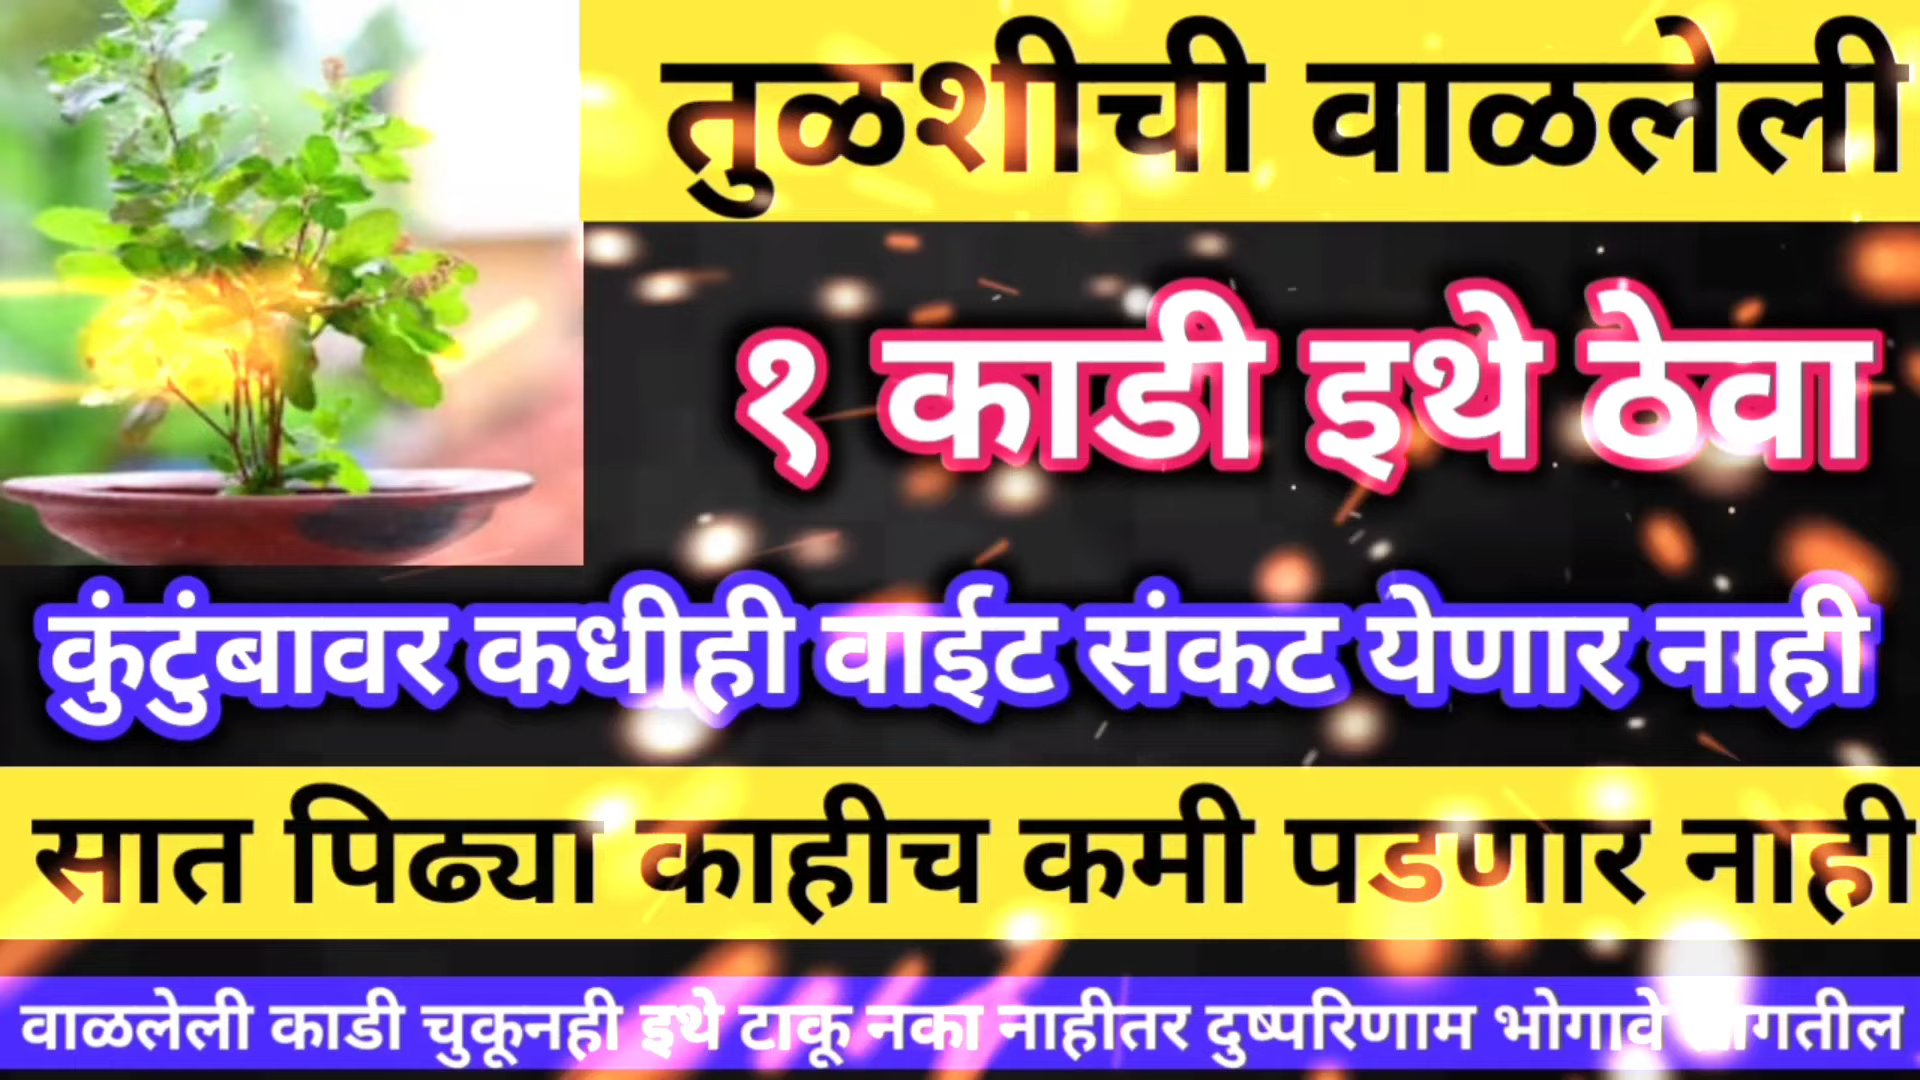 तुळशीची वाळलेली
१ काडी इथे ठेवा
कुंटुंबावर कधीही वाईट संकट येणार नाही
सात पिढ्या काहीच कमी पडणार नाही
वाळलेली काडी चुकूनही इथे टाकू नका नाहीतर दुष्परिणाम भोगावे लागतील